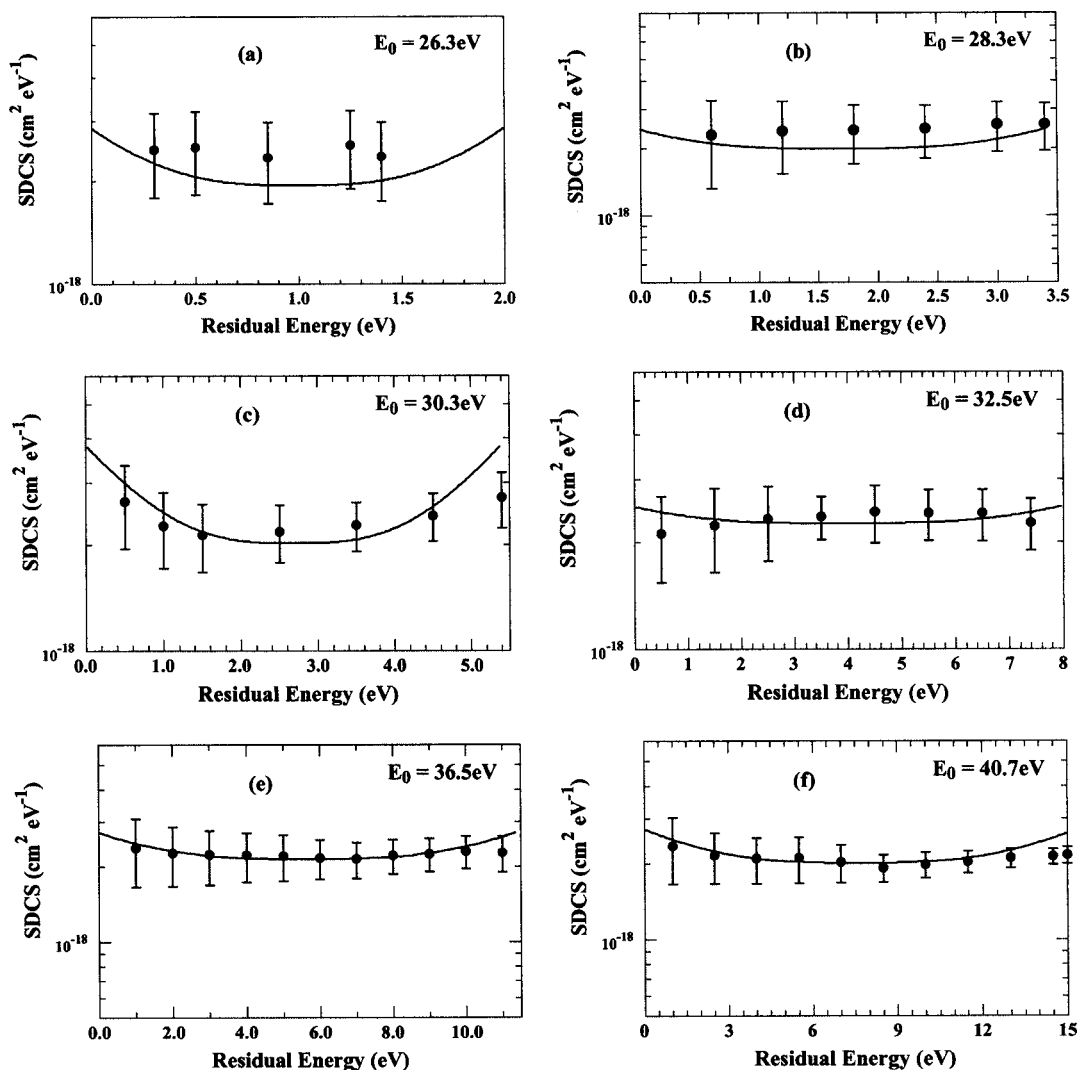 (a)
E₀ = 26.3eV
SDCS (cm² eV⁻¹)
10⁻¹⁸
0.0 0.5 1.0 1.5 2.0
Residual Energy (eV)
(b)
E₀ = 28.3eV
SDCS (cm² eV⁻¹)
10⁻¹⁸
0.0 0.5 1.0 1.5 2.0 2.5 3.0 3.5
Residual Energy (eV)
(c)
E₀ = 30.3eV
SDCS (cm² eV⁻¹)
10⁻¹⁸
0.0 1.0 2.0 3.0 4.0 5.0
Residual Energy (eV)
(d)
E₀ = 32.5eV
SDCS (cm² eV⁻¹)
10⁻¹⁸
0 1 2 3 4 5 6 7 8
Residual Energy (eV)
(e)
E₀ = 36.5eV
SDCS (cm² eV⁻¹)
10⁻¹⁸
0.0 2.0 4.0 6.0 8.0 10.0
Residual Energy (eV)
(f)
E₀ = 40.7eV
SDCS (cm² eV⁻¹)
10⁻¹⁸
0 3 6 9 12 15
Residual Energy (eV)